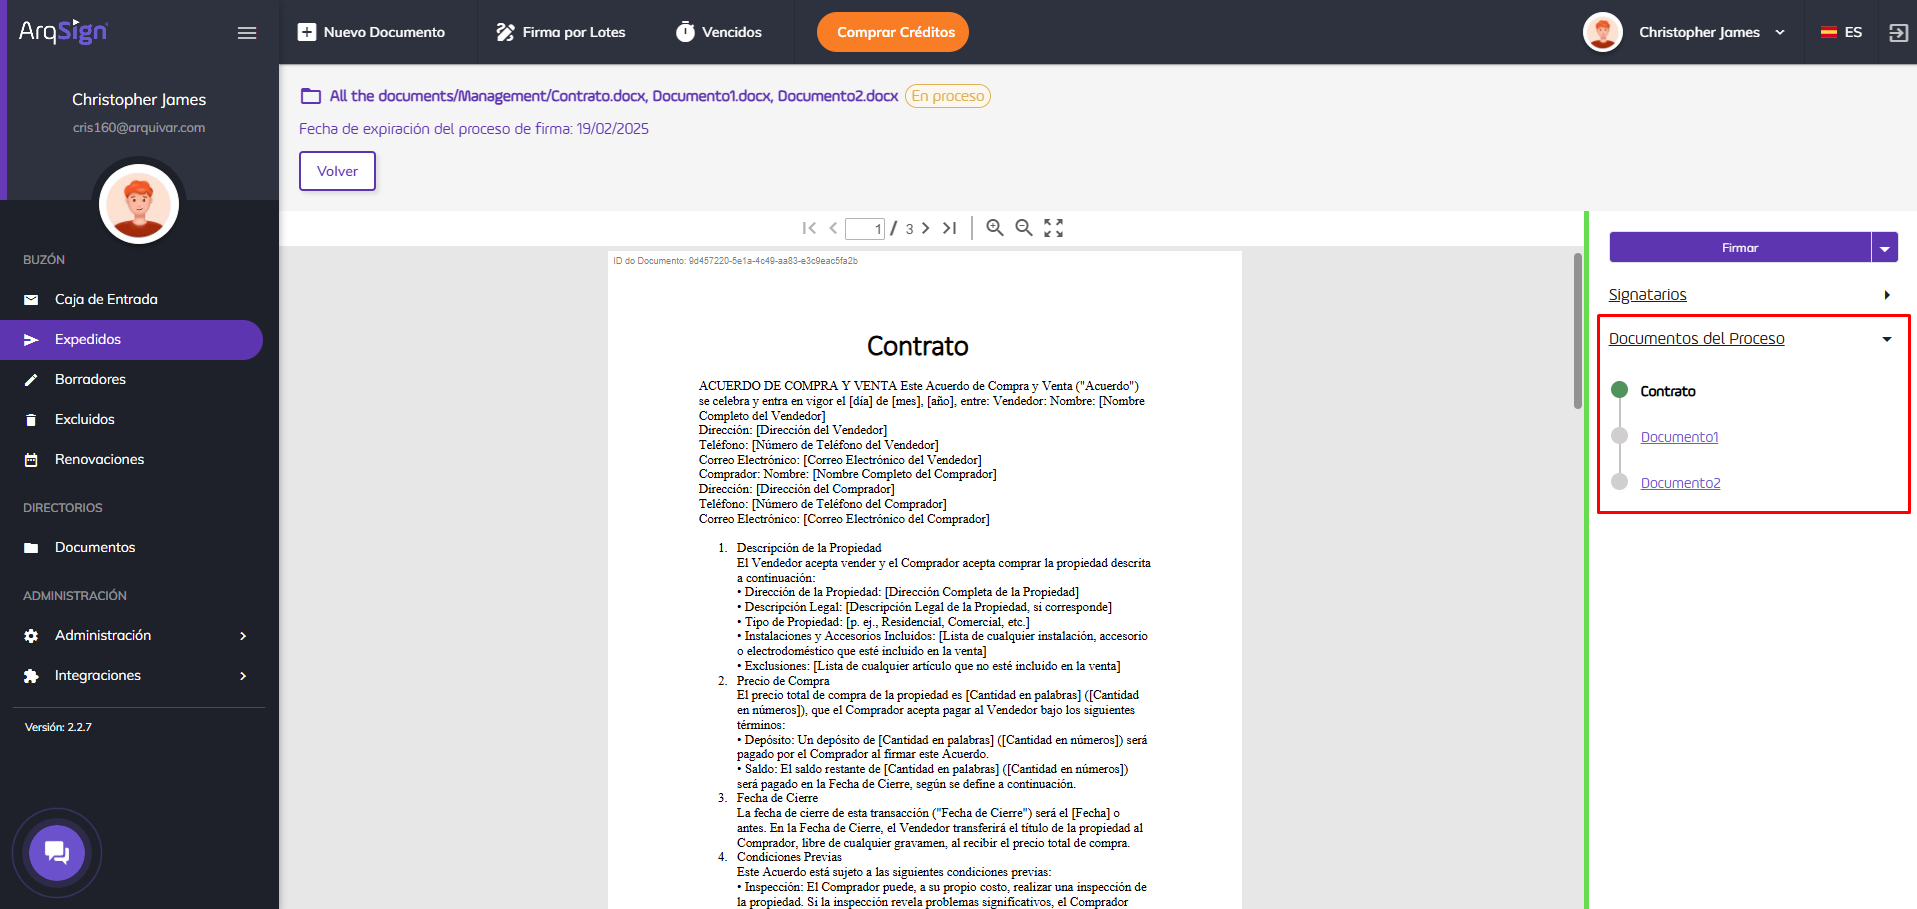 ArqSign
Nuevo Documento
Firma por Lotes
Vencidos
Comprar Créditos
Christopher James
ES
Christopher James
cris160@arquivar.com
BUZÓN
Caja de Entrada
Expedidos
Borradores
Excluidos
Renovaciones
DIRECTORIOS
Documentos
ADMINISTRACIÓN
Administración
Integraciones
Versión: 2.2.7
All the documents/Management/Contrato.docx, Documento1.docx, Documento2.docx En proceso
Fecha de expiración del proceso de firma: 19/02/2025
Volver
1 / 3
ID do Documento: 9d457220-5e1a-4c49-aa83-e3c9eac5fa2b
Contrato
ACUERDO DE COMPRA Y VENTA Este Acuerdo de Compra y Venta ("Acuerdo")
se celebra y entra en vigor el [día] de [mes], [año], entre: Vendedor: Nombre: [Nombre
Completo del Vendedor]
Dirección: [Dirección del Vendedor]
Teléfono: [Número de Teléfono del Vendedor]
Correo Electrónico: [Correo Electrónico del Vendedor]
Comprador: Nombre: [Nombre Completo del Comprador]
Dirección: [Dirección del Comprador]
Teléfono: [Número de Teléfono del Comprador]
Correo Electrónico: [Correo Electrónico del Comprador]
1. Descripción de la Propiedad
El Vendedor acepta vender y el Comprador acepta comprar la propiedad descrita
a continuación:
• Dirección de la Propiedad: [Dirección Completa de la Propiedad]
• Descripción Legal: [Descripción Legal de la Propiedad, si corresponde]
• Tipo de Propiedad: [p. ej., Residencial, Comercial, etc.]
• Instalaciones y Accesorios Incluidos: [Lista de cualquier instalación, accesorio
o electrodoméstico que esté incluido en la venta]
• Exclusiones: [Lista de cualquier artículo que no esté incluido en la venta]
2. Precio de Compra
El precio total de compra de la propiedad es [Cantidad en palabras] ([Cantidad
en números]), que el Comprador acepta pagar al Vendedor bajo los siguientes
términos:
• Depósito: Un depósito de [Cantidad en palabras] ([Cantidad en números]) será
pagado por el Comprador al firmar este Acuerdo.
• Saldo: El saldo restante de [Cantidad en palabras] ([Cantidad en números])
será pagado en la Fecha de Cierre, según se define a continuación.
3. Fecha de Cierre
La fecha de cierre de esta transacción ("Fecha de Cierre") será el [Fecha] o
antes. En la Fecha de Cierre, el Vendedor transferirá el título de la propiedad al
Comprador, libre de cualquier gravamen, al recibir el precio total de compra.
4. Condiciones Previas
Este Acuerdo está sujeto a las siguientes condiciones previas:
• Inspección: El Comprador puede, a su propio costo, realizar una inspección de
la propiedad. Si la inspección revela problemas significativos, el Comprador
Firmar
Signatarios
Documentos del Proceso
Contrato
Documento1
Documento2